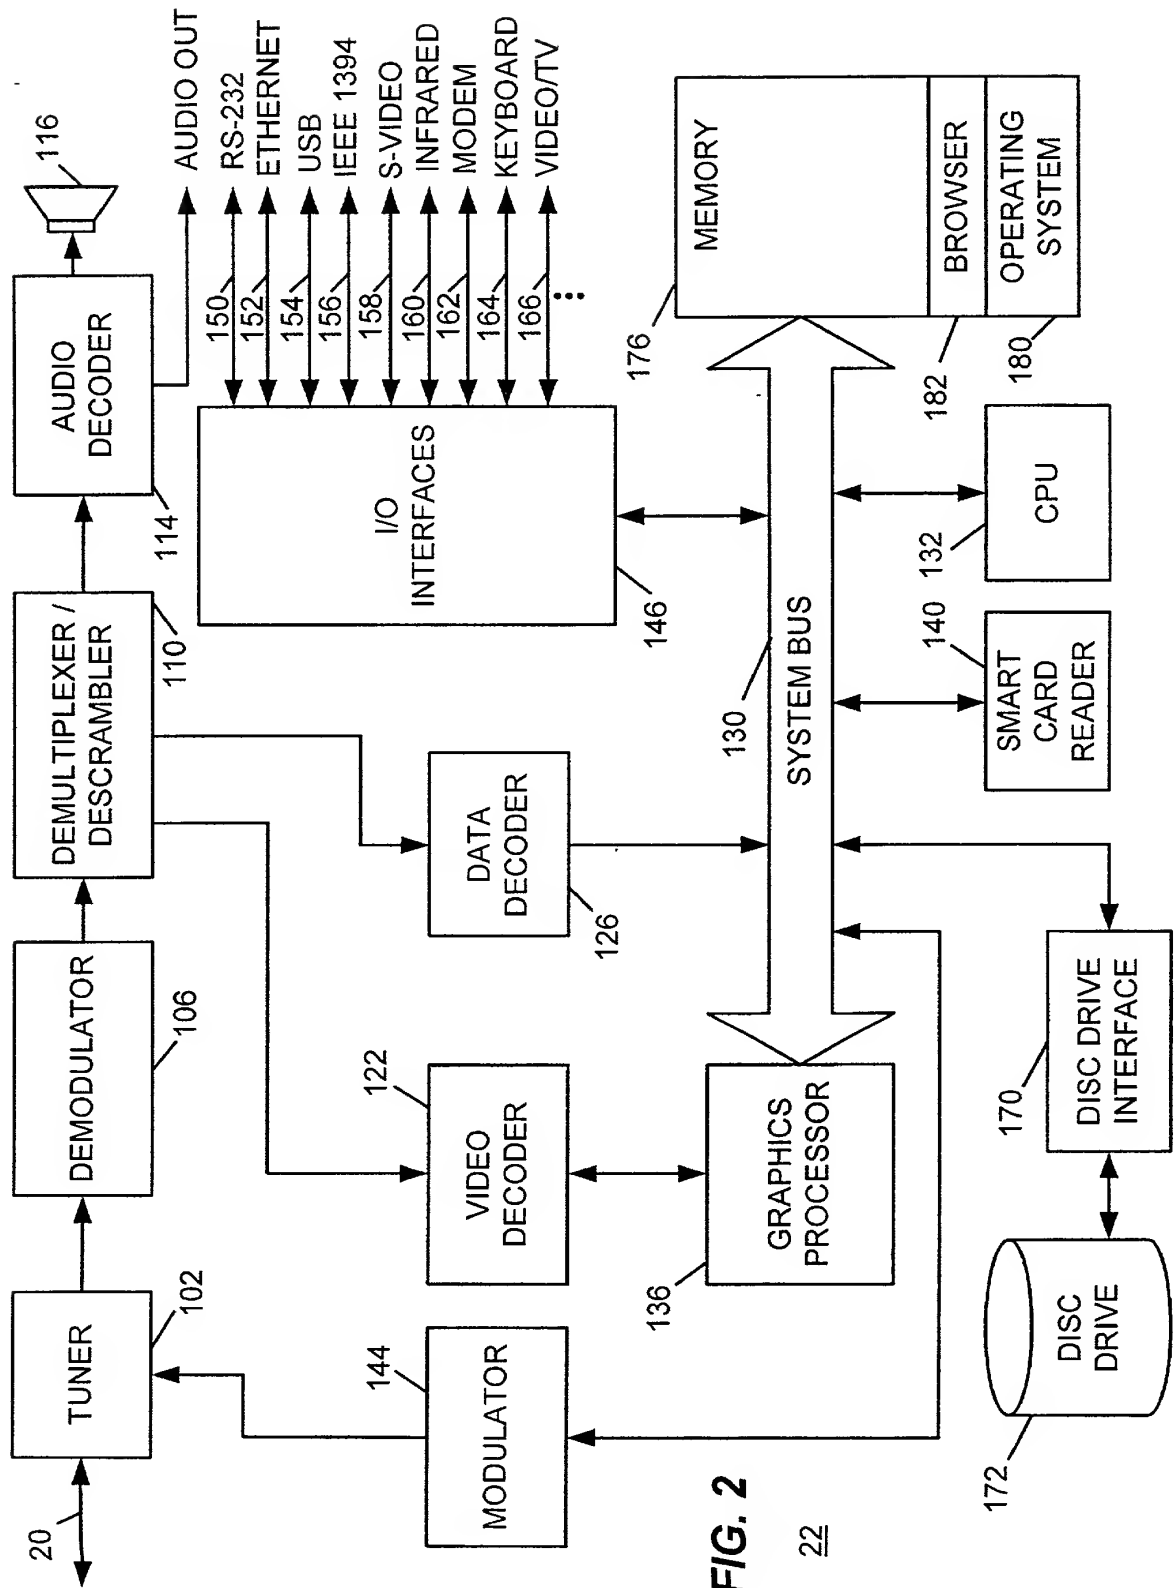 20
TUNER
102
DEMODULATOR
106
DEMULTIPLEXER /
DESCRAMBLER
110
AUDIO
DECODER
114
116
AUDIO OUT
MODULATOR
144
VIDEO
DECODER
122
DATA
DECODER
126
I/O
INTERFACES
146
150
RS-232
152
ETHERNET
154
USB
156
IEEE 1394
158
S-VIDEO
160
INFRARED
162
MODEM
164
KEYBOARD
166
VIDEO/TV
GRAPHICS
PROCESSOR
136
130
SYSTEM BUS
MEMORY
176
BROWSER
182
OPERATING
SYSTEM
180
DISC
DRIVE
172
DISC DRIVE
INTERFACE
170
SMART
CARD
READER
140
CPU
132
FIG. 2
22